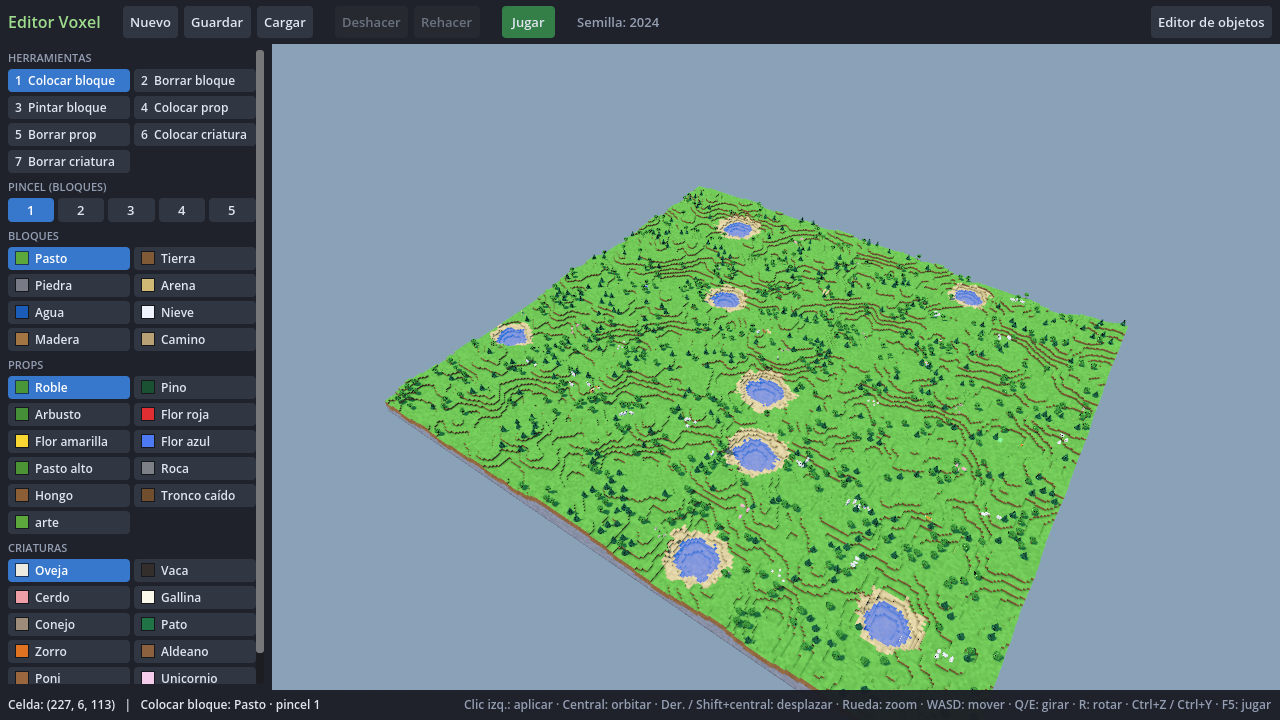 Editor Voxel Nuevo Guardar Cargar Deshacer Rehacer Jugar Semilla: 2024 Editor de objetos
HERRAMIENTAS
1 Colocar bloque 2 Borrar bloque
3 Pintar bloque 4 Colocar prop
5 Borrar prop 6 Colocar criatura
7 Borrar criatura
PINCEL (BLOQUES)
1 2 3 4 5
BLOQUES
Pasto Tierra
Piedra Arena
Agua Nieve
Madera Camino
PROPS
Roble Pino
Arbusto Flor roja
Flor amarilla Flor azul
Pasto alto Roca
Hongo Tronco caído
arte
CRIATURAS
Oveja Vaca
Cerdo Gallina
Conejo Pato
Zorro Aldeano
Poni Unicornio
Celda: (227, 6, 113) | Colocar bloque: Pasto · pincel 1 Clic izq.: aplicar · Central: orbitar · Der. / Shift+central: desplazar · Rueda: zoom · WASD: mover · Q/E: girar · R: rotar · Ctrl+Z / Ctrl+Y · F5: jugar